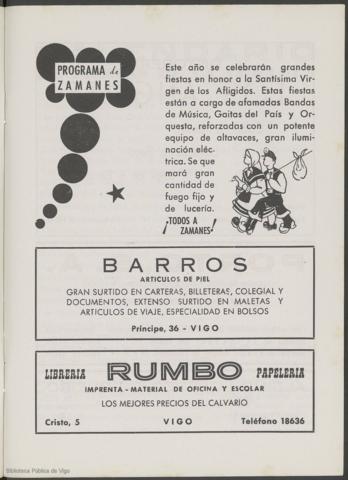 PROGRAMA de
ZAMANES
Este año se celebrarán grandes
fiestas en honor a la Santísima Vir-
gen de los Afligidos. Estas fiestas
están a cargo de afamadas Bandas
de Música, Gaitas del País y Or-
questa, reforzadas con un potente
equipo de altavaces, gran ilumi-
nación eléc-
trica. Se que
mará gran
cantidad de
fuego fijo y
de lucería.
¡TODOS A
ZAMANES!
BARROS
ARTICULOS DE PIEL
GRAN SURTIDO EN CARTERAS, BILLETERAS, COLEGIAL Y
DOCUMENTOS, EXTENSO SURTIDO EN MALETAS Y
ARTICULOS DE VIAJE, ESPECIALIDAD EN BOLSOS
Príncipe, 36 - VIGO
LIBRERIA RUMBO PAPELERIA
IMPRENTA - MATERIAL DE OFICINA Y ESCOLAR
LOS MEJORES PRECIOS DEL CALVARIO
Cristo, 5 VIGO Teléfono 18636
Biblioteca Pública de Vigo